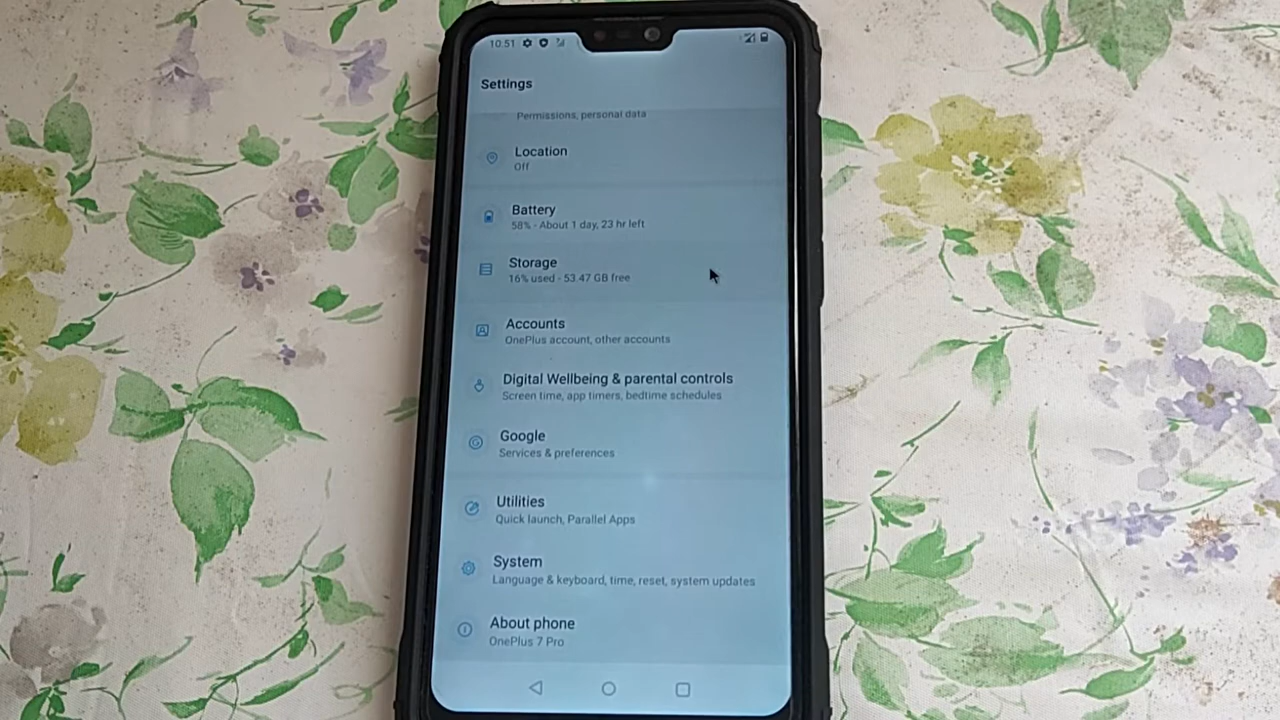 10.51
Settings
Permissions, personal data
Location
Off
Battery
58% - About 1 day, 23 hr left
Storage
16% used - 53.47 GB free
Accounts
OnePlus account, other accounts
Digital Wellbeing & parental controls
Screen time, app timers, bedtime schedules
Google
Services & preferences
Utilities
Quick launch, Parallel Apps
System
Language & keyboard, time, reset, system updates
About phone
OnePlus 7 Pro